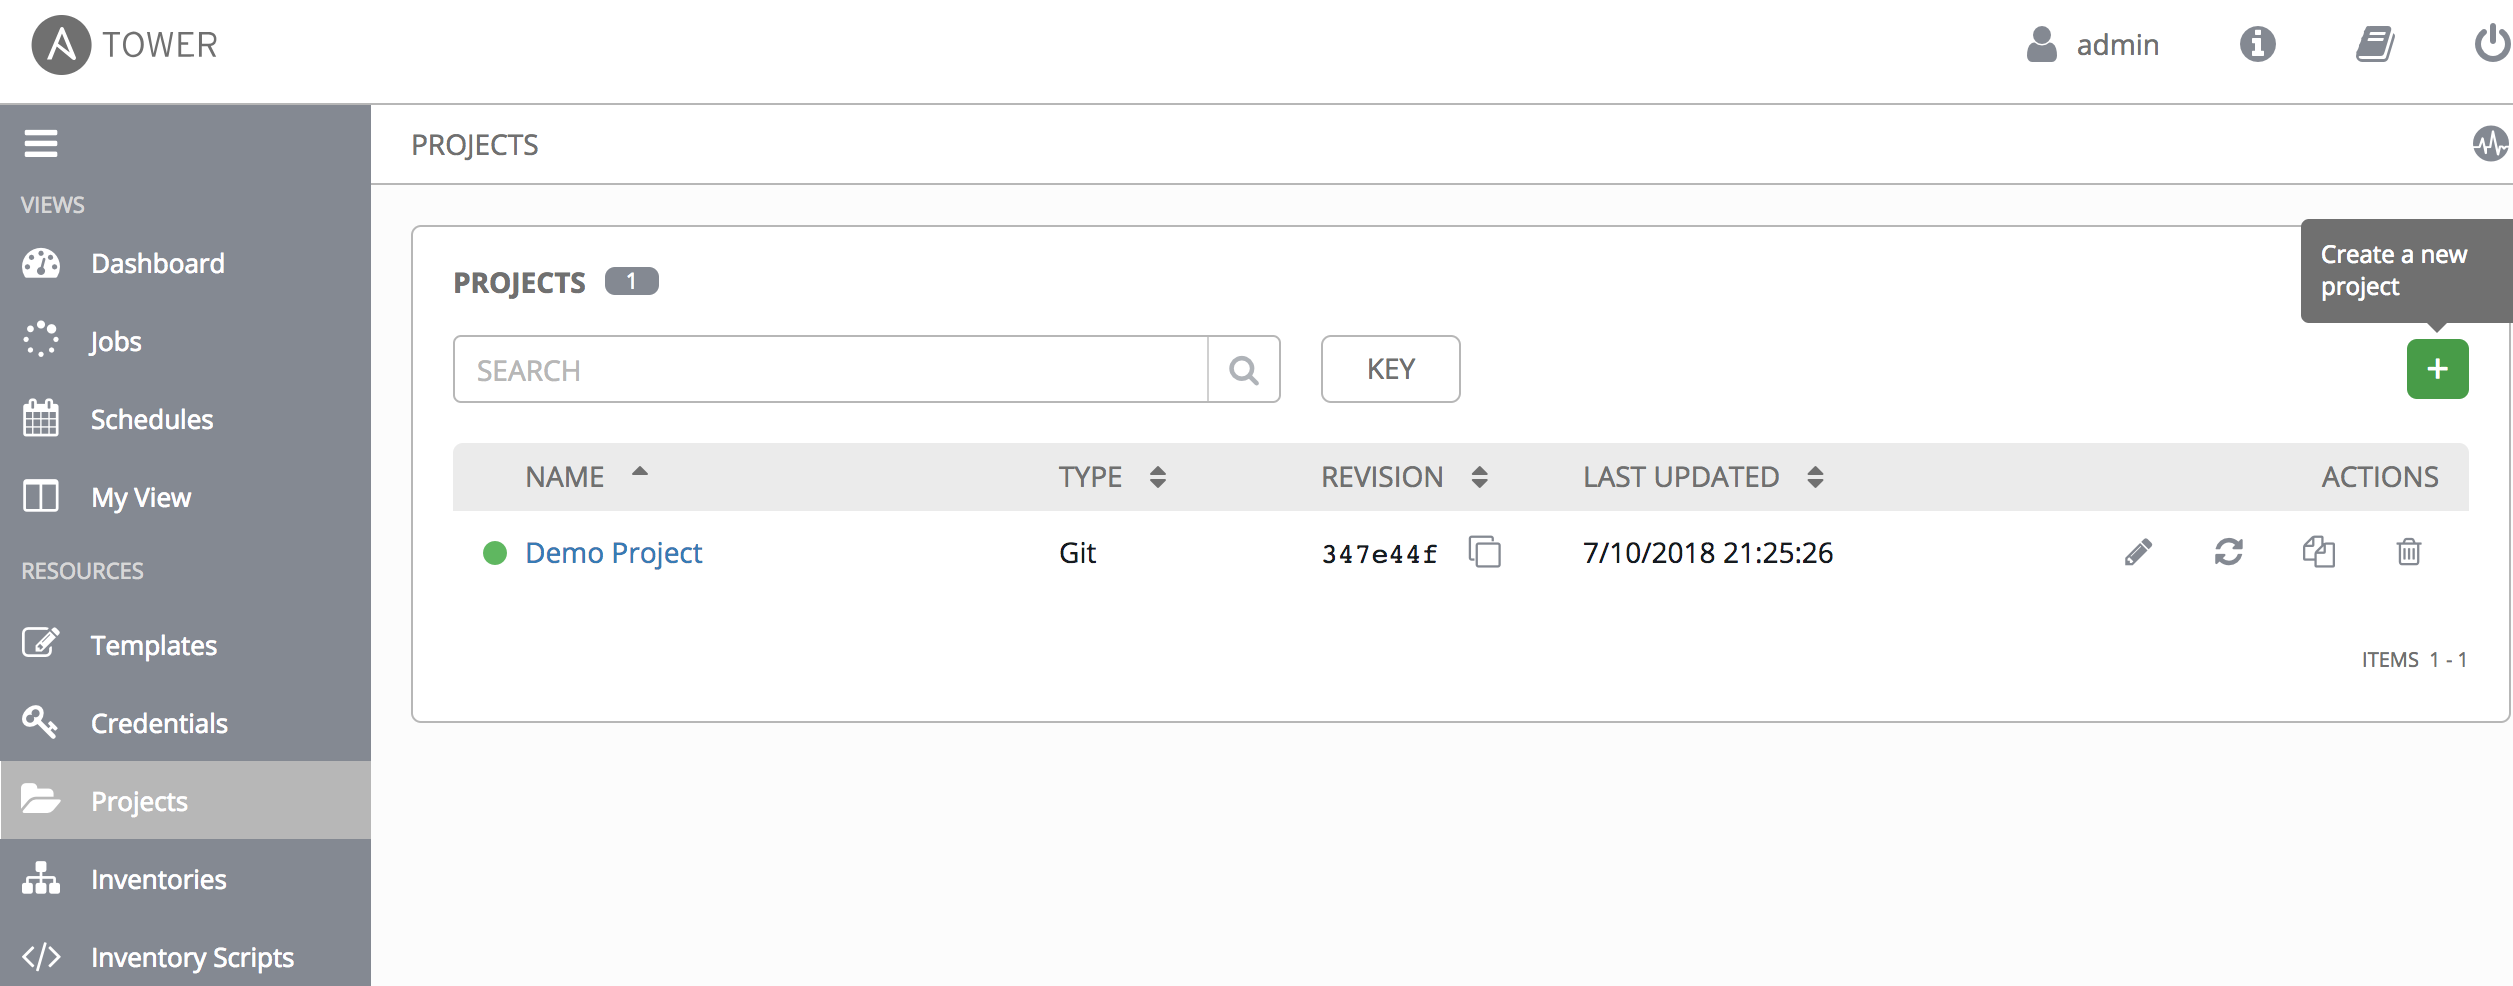 TOWER
admin
VIEWS
Dashboard
Jobs
Schedules
My View
RESOURCES
Templates
Credentials
Projects
Inventories
Inventory Scripts
PROJECTS
PROJECTS 1
Create a new
project
SEARCH
KEY
+
NAME TYPE REVISION LAST UPDATED ACTIONS
Demo Project Git 347e44f 7/10/2018 21:25:26
ITEMS 1 - 1